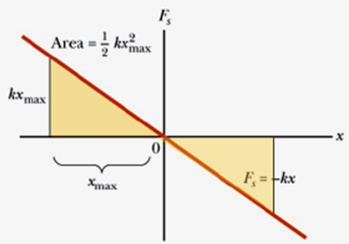 Fs
Area = 1/2 kx²max
kxmax
0
x
xmax
Fs = -kx